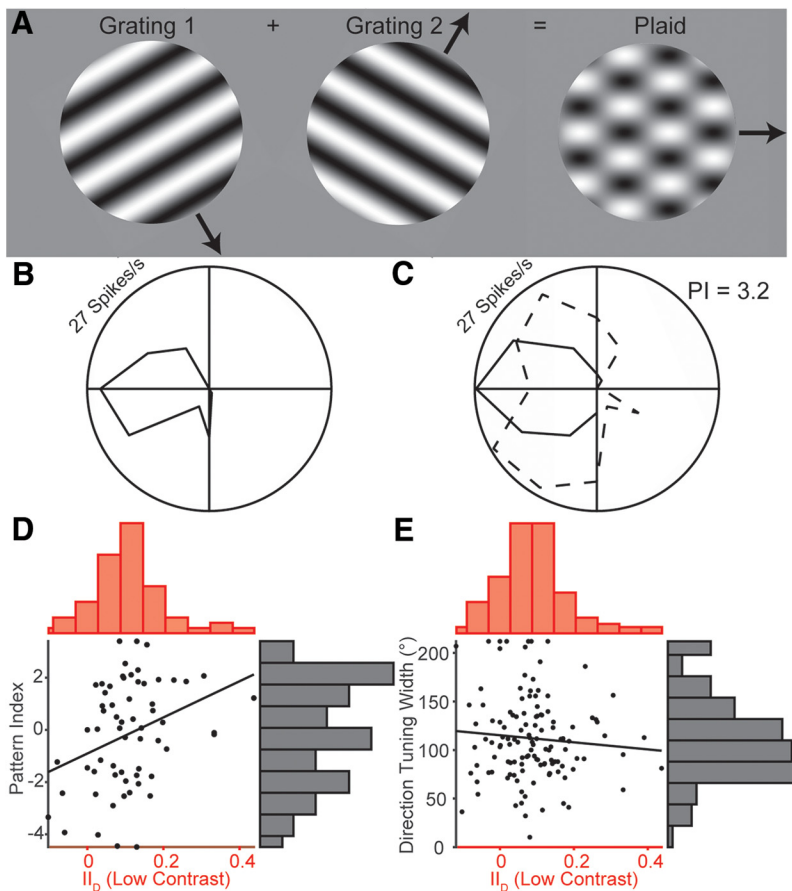 A
Grating 1 + Grating 2 = Plaid
B
27 Spikes/s
C
27 Spikes/s
PI = 3.2
D
Pattern Index
2
0
-2
-4
0 0.2 0.4
II_D (Low Contrast)
E
Direction Tuning Width (°)
200
150
100
50
0
0 0.2 0.4
II_D (Low Contrast)